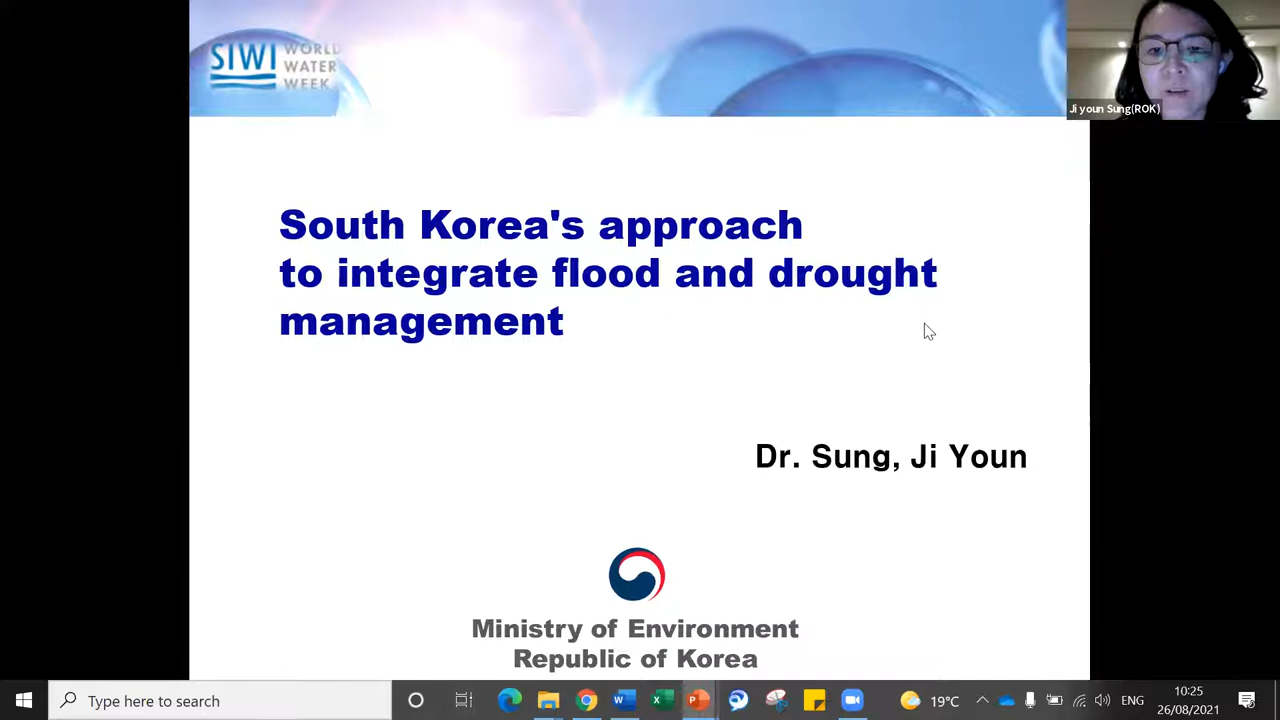 SIWI
WORLD
WATER
WEEK
Ji youn Sung(ROK)
South Korea's approach
to integrate flood and drought
management
Dr. Sung, Ji Youn
Ministry of Environment
Republic of Korea
Type here to search
19°C
ENG
10:25
26/08/2021